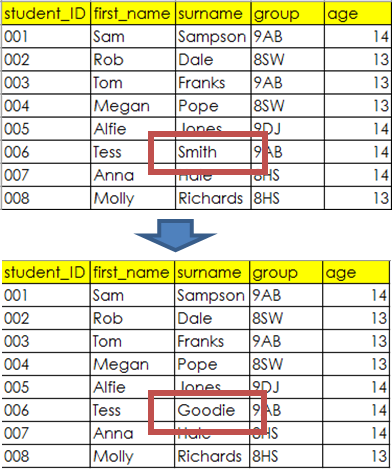 student_ID first_name surname group age
001 Sam Sampson 9AB 14
002 Rob Dale 8SW 13
003 Tom Franks 9AB 13
004 Megan Pope 8SW 13
005 Alfie Jones 9DJ 14
006 Tess Smith 9AB 14
007 Anna Hale 8HS 14
008 Molly Richards 8HS 13
student_ID first_name surname group age
001 Sam Sampson 9AB 14
002 Rob Dale 8SW 13
003 Tom Franks 9AB 13
004 Megan Pope 8SW 13
005 Alfie Jones 9DJ 14
006 Tess Goodie 9AB 14
007 Anna Hale 8HS 14
008 Molly Richards 8HS 13